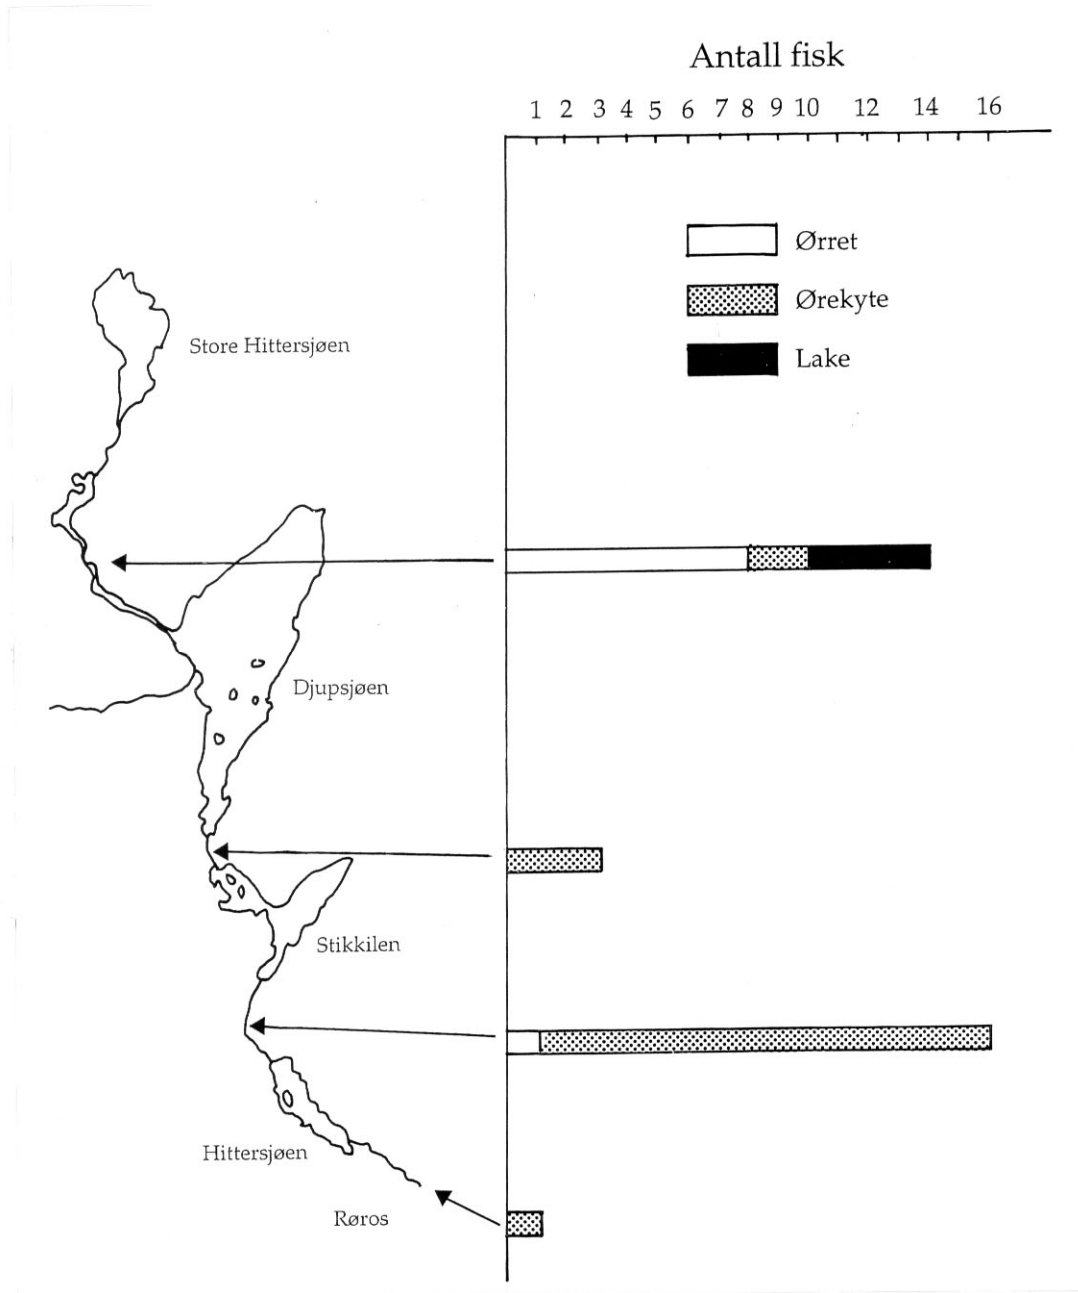 Antall fisk
1 2 3 4 5 6 7 8 9 10 12 14 16
Ørret
Ørekyte
Lake
Store Hittersjøen
Djupsjøen
Stikkilen
Hittersjøen
Røros